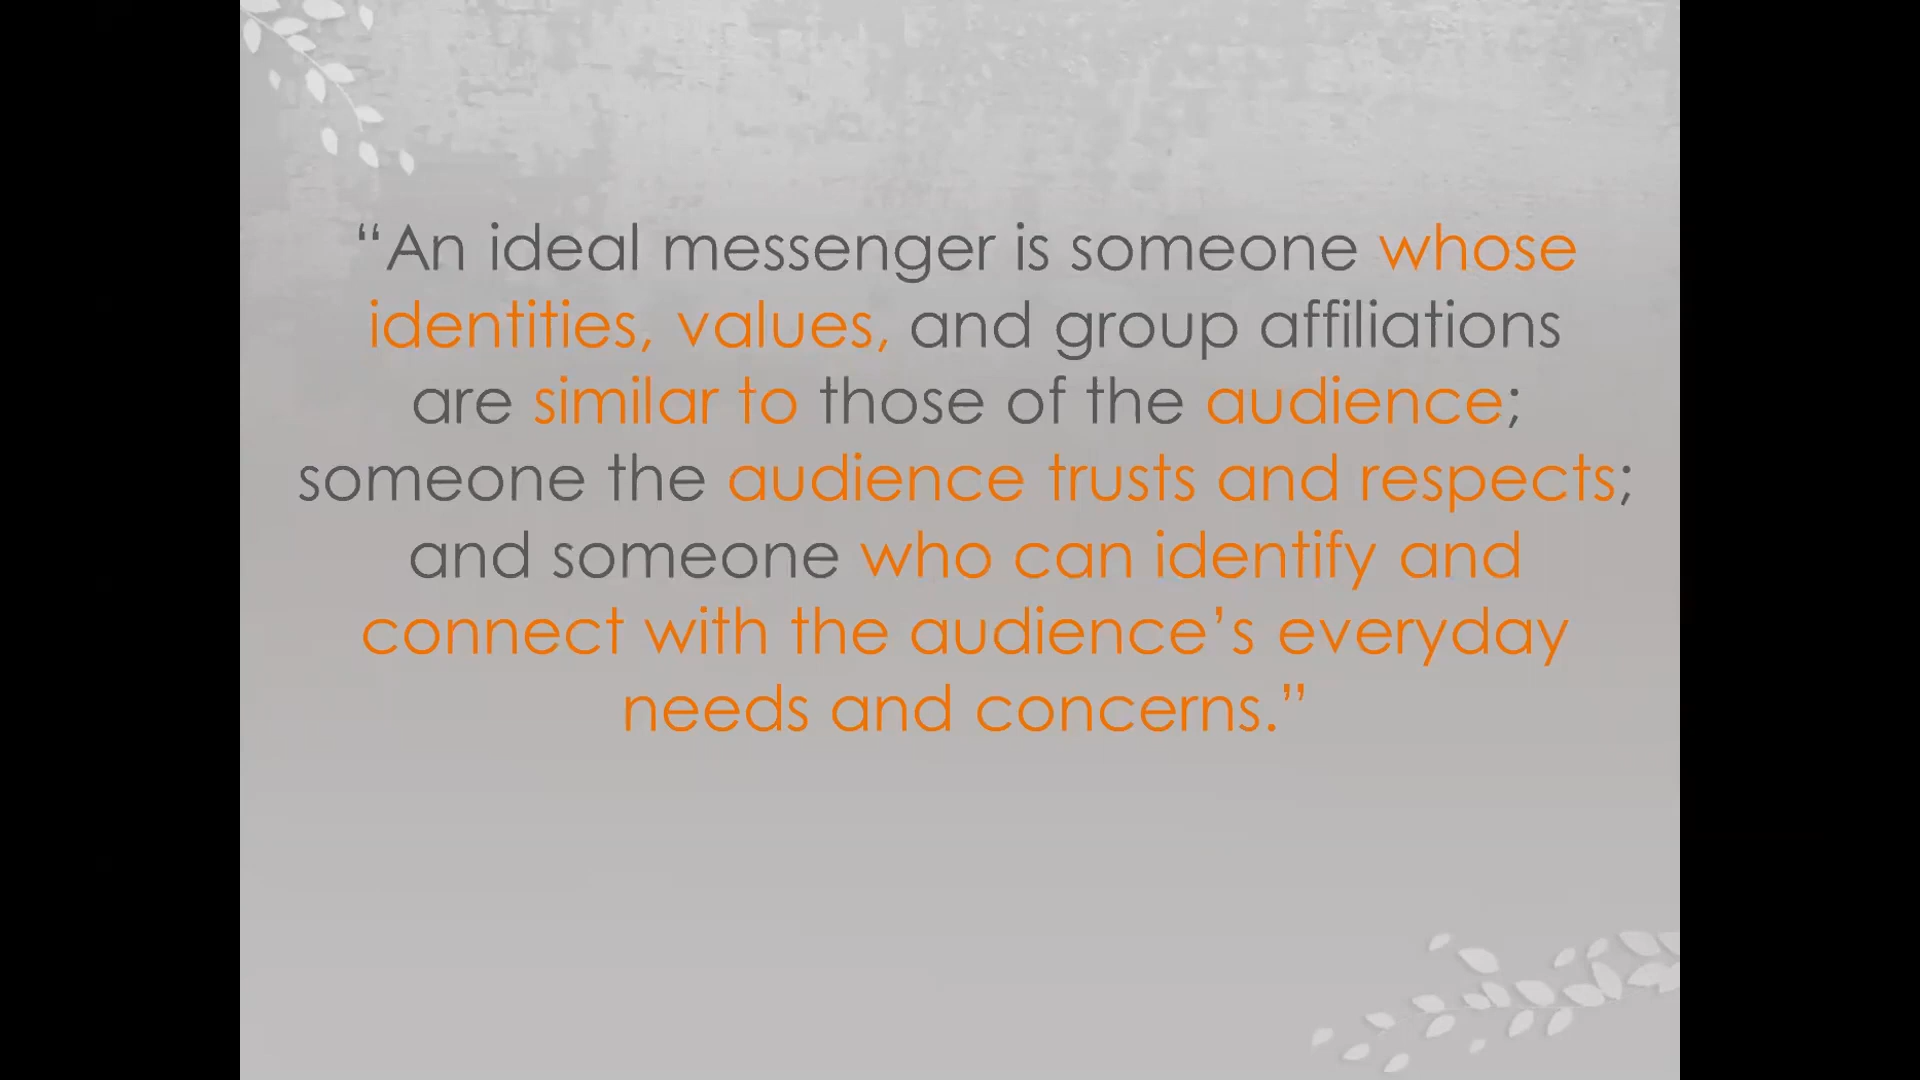 “An ideal messenger is someone whose
identities, values, and group affiliations
are similar to those of the audience;
someone the audience trusts and respects;
and someone who can identify and
connect with the audience’s everyday
needs and concerns.”